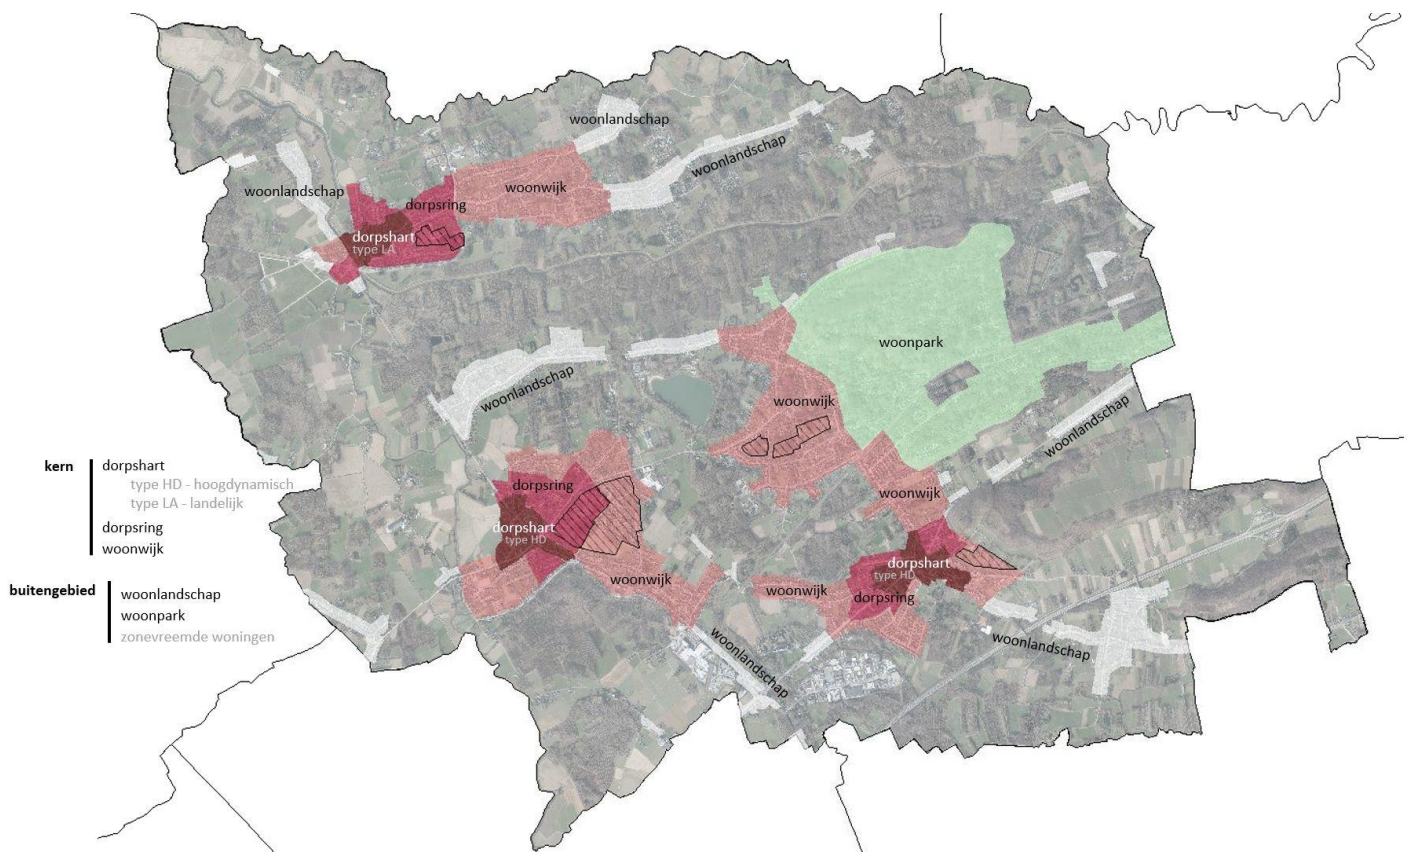 woonlandschap
woonlandschap
woonlandschap
woonwijk
dorpsring
dorpshart
type LA
woonpark
woonlandschap
woonwijk
woonlandschap
woonwijk
dorpsring
dorpshart
type HD
woonwijk
woonwijk
dorpshart
type HD
dorpsring
woonlandschap
woonlandschap
kern
dorpshart
type HD - hoogdynamisch
type LA - landelijk
dorpsring
woonwijk
buitengebied
woonlandschap
woonpark
zonevreemde woningen